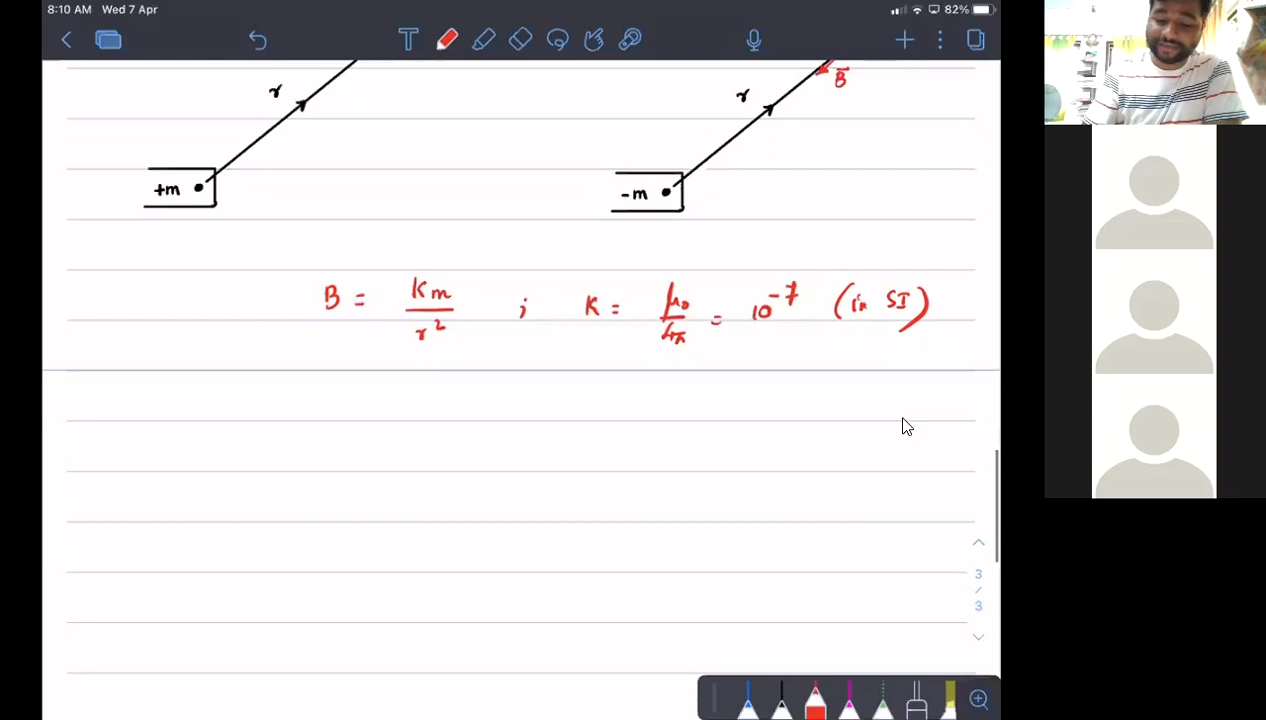 8:10 AM Wed 7 Apr 82%
T
r r B
+m -m
B = Km / r² ; K = μ₀ / 4π = 10⁻⁷ (in SI)
3
/
3